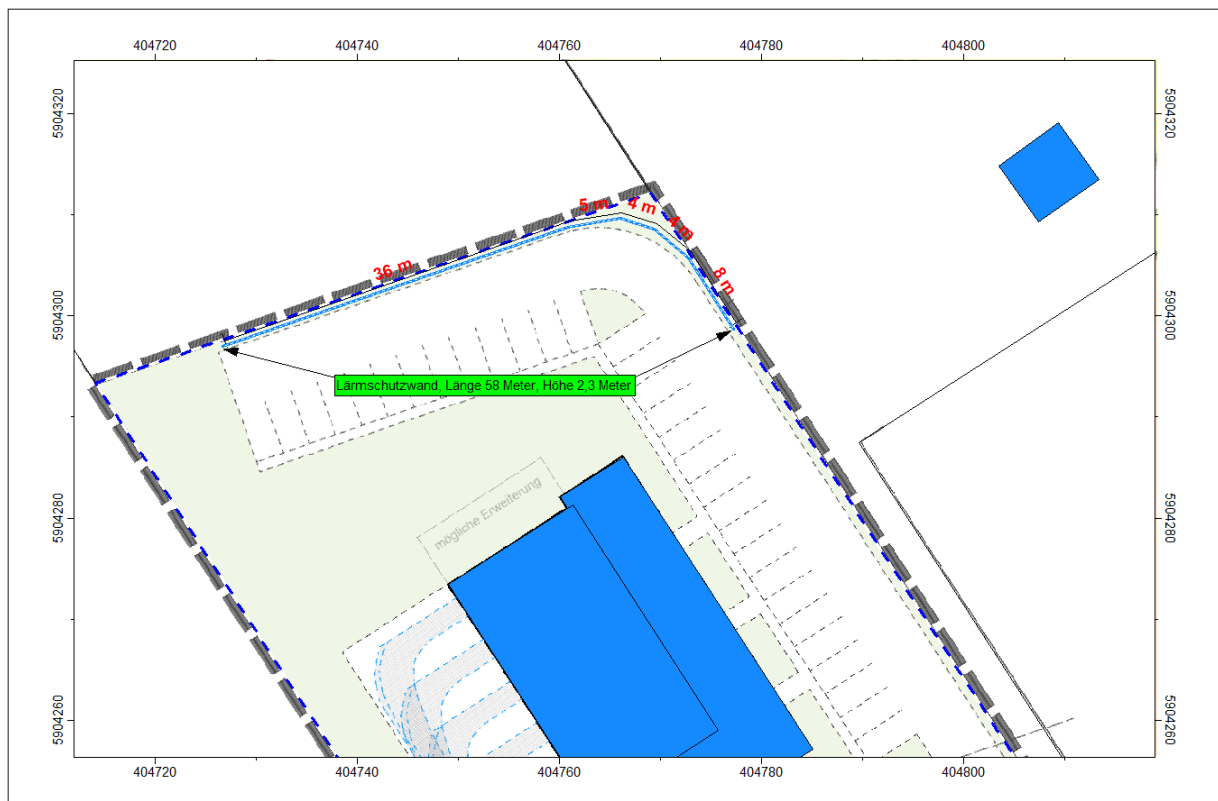 404720 404740 404760 404780 404800
5904320 5904320
5 m 4 m
4 m
36 m
8 m
5904300 5904300
Lärmschutzwand, Länge 58 Meter, Höhe 2,3 Meter
mögliche Erweiterung
5904280 5904280
5904260 5904260
404720 404740 404760 404780 404800